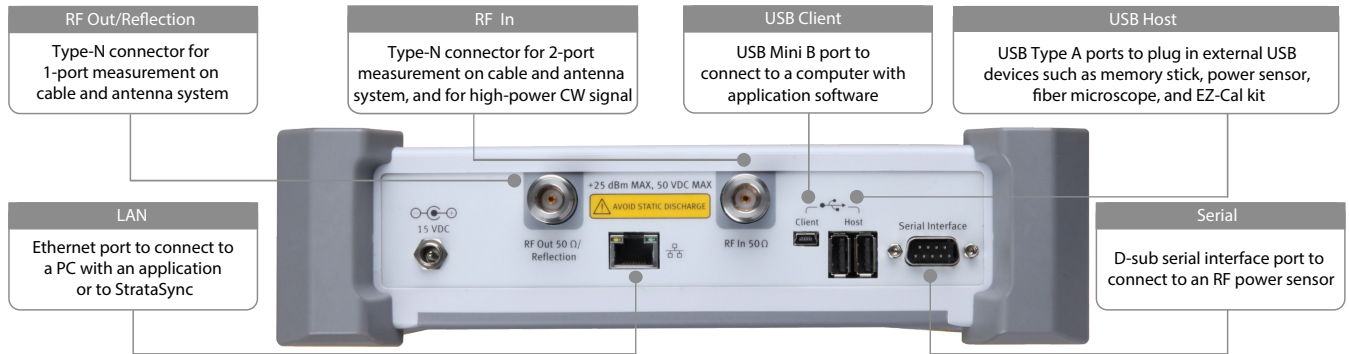 RF Out/Reflection
Type-N connector for
1-port measurement on
cable and antenna system
RF In
Type-N connector for 2-port
measurement on cable and antenna
system, and for high-power CW signal
USB Client
USB Mini B port to
connect to a computer with
application software
USB Host
USB Type A ports to plug in external USB
devices such as memory stick, power sensor,
fiber microscope, and EZ-Cal kit
LAN
Ethernet port to connect to
a PC with an application
or to StrataSync
15 VDC
+25 dBm MAX, 50 VDC MAX
AVOID STATIC DISCHARGE
RF Out 50 Ω/
Reflection
RF In 50 Ω
Client
Host
Serial Interface
Serial
D-sub serial interface port to
connect to an RF power sensor